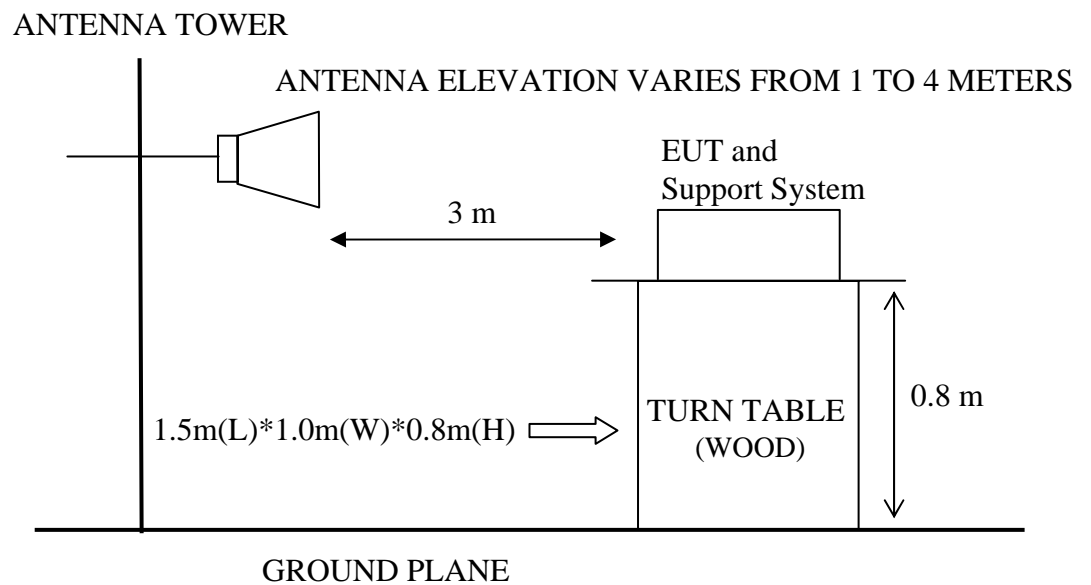 ANTENNA TOWER
ANTENNA ELEVATION VARIES FROM 1 TO 4 METERS
EUT and
Support System
3 m
0.8 m
1.5m(L)*1.0m(W)*0.8m(H)
TURN TABLE
(WOOD)
GROUND PLANE